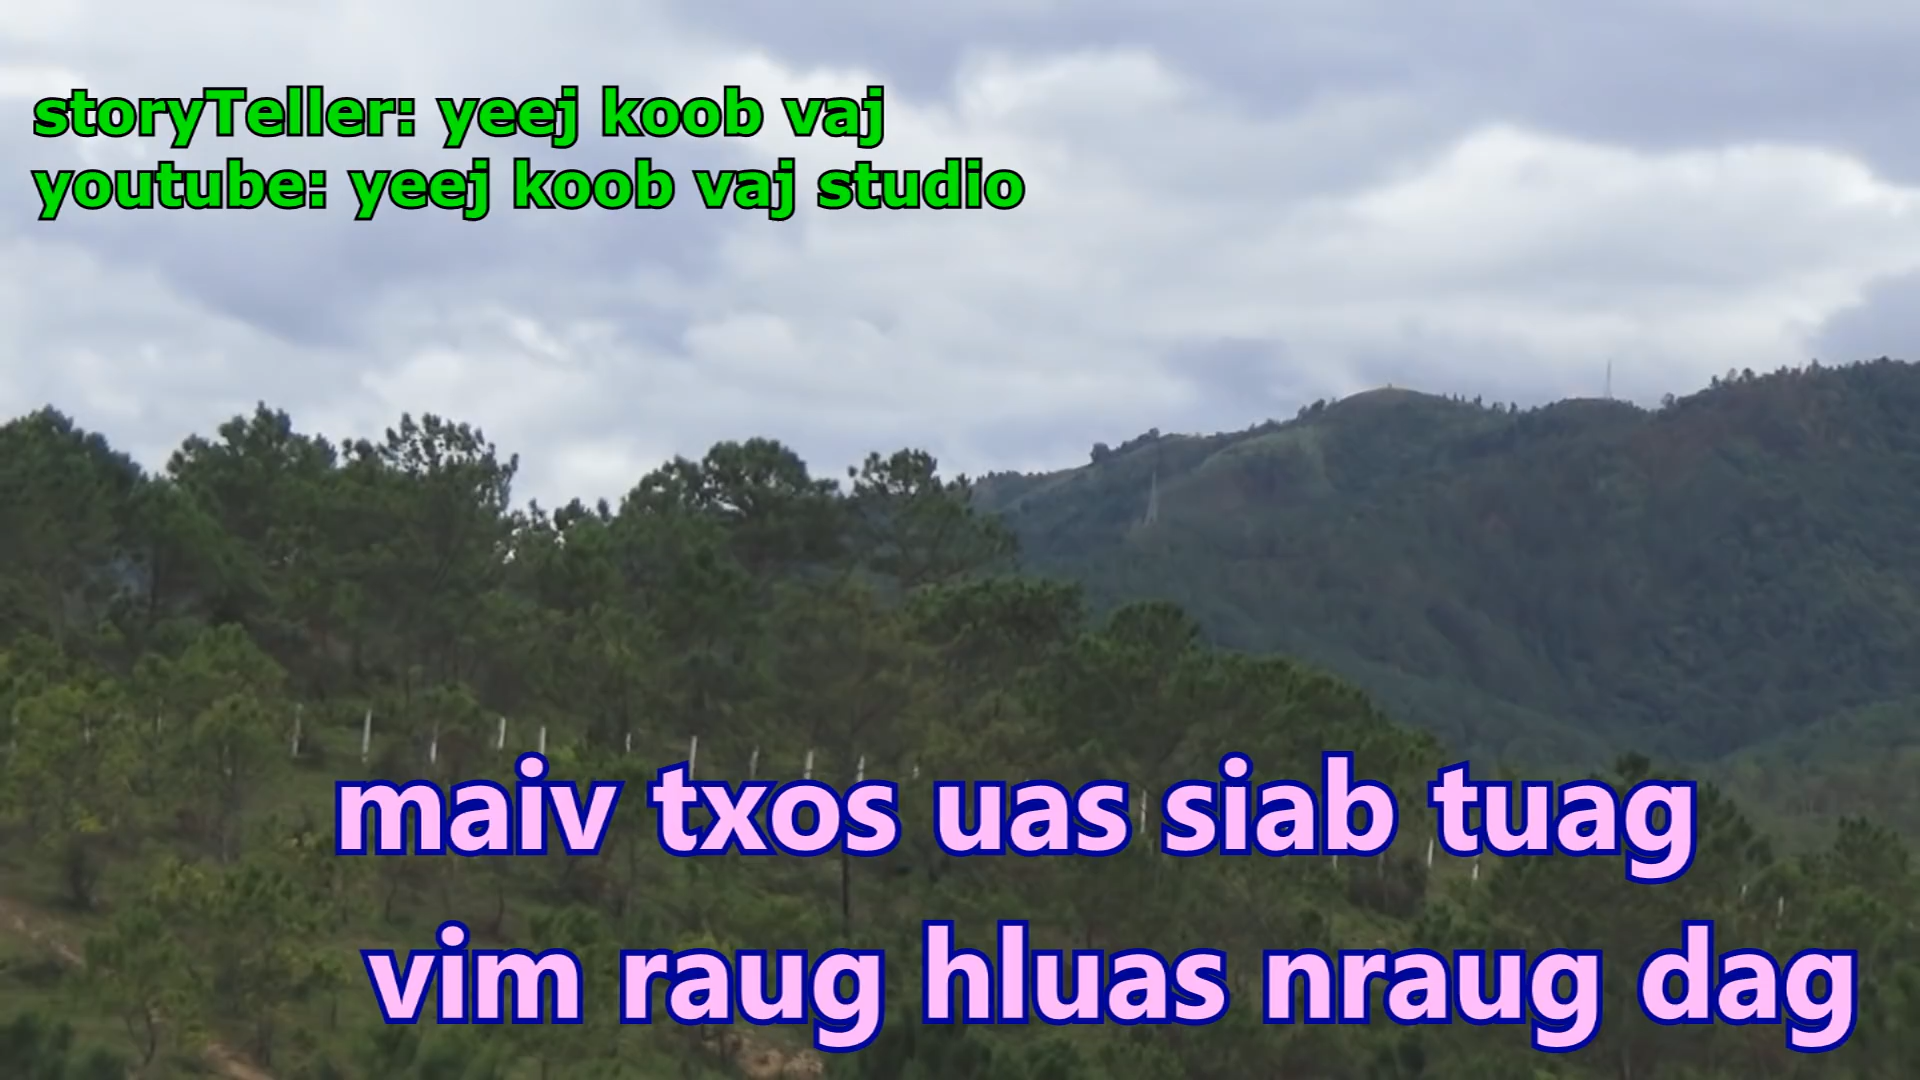 storyTeller: yeej koob vaj
youtube: yeej koob vaj studio
maiv txos uas siab tuag
vim raug hluas nraug dag